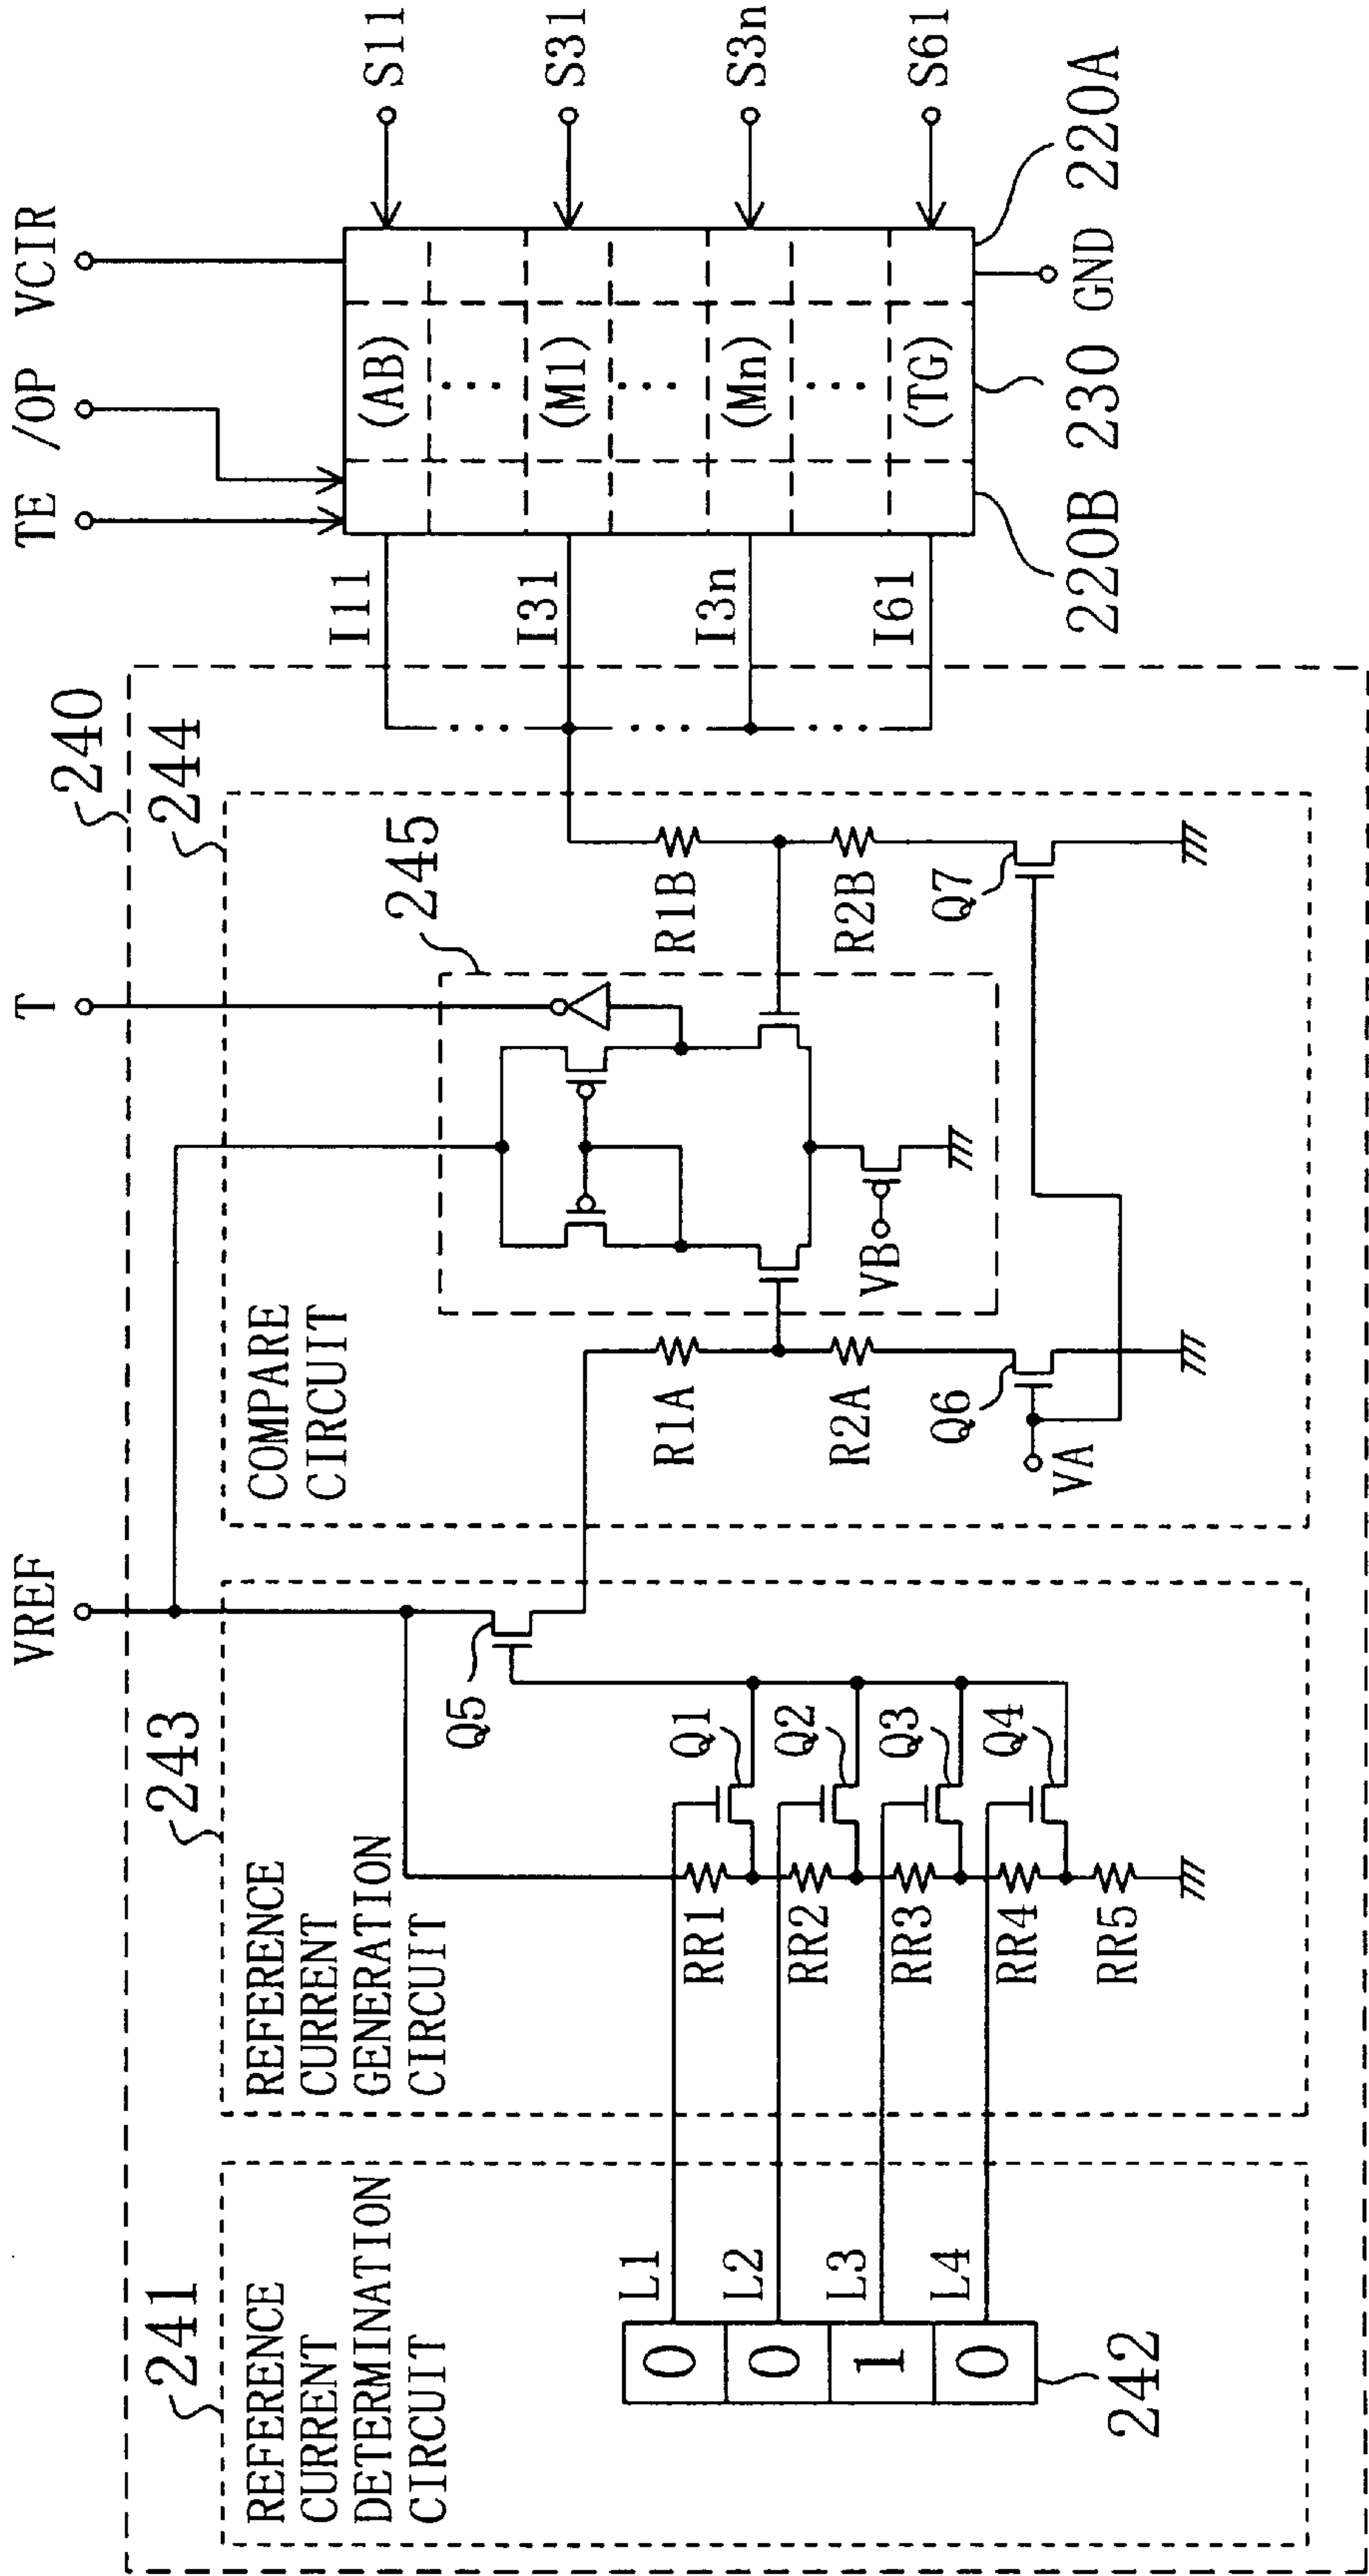 VREF
T
TE
/OP
VCIR
240
241
243
244
REFERENCE
CURRENT
DETERMINATION
CIRCUIT
REFERENCE
CURRENT
GENERATION
CIRCUIT
COMPARE
CIRCUIT
245
Q5
L1
L2
L3
L4
0
0
1
0
242
RR1
RR2
RR3
RR4
RR5
Q1
Q2
Q3
Q4
R1A
R2A
Q6
VA
VB
R1B
R2B
Q7
I11
I31
I3n
I61
(AB)
...
(M1)
...
(Mn)
...
(TG)
S11
S31
S3n
S61
220B
230
GND
220A